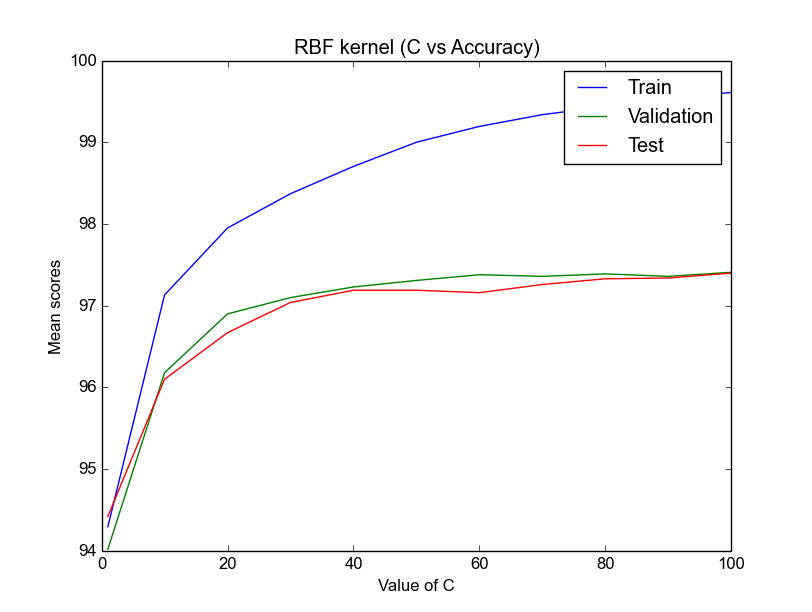 RBF kernel (C vs Accuracy)
100
99
98
97
96
95
94
Mean scores
Train
Validation
Test
0 20 40 60 80 100
Value of C